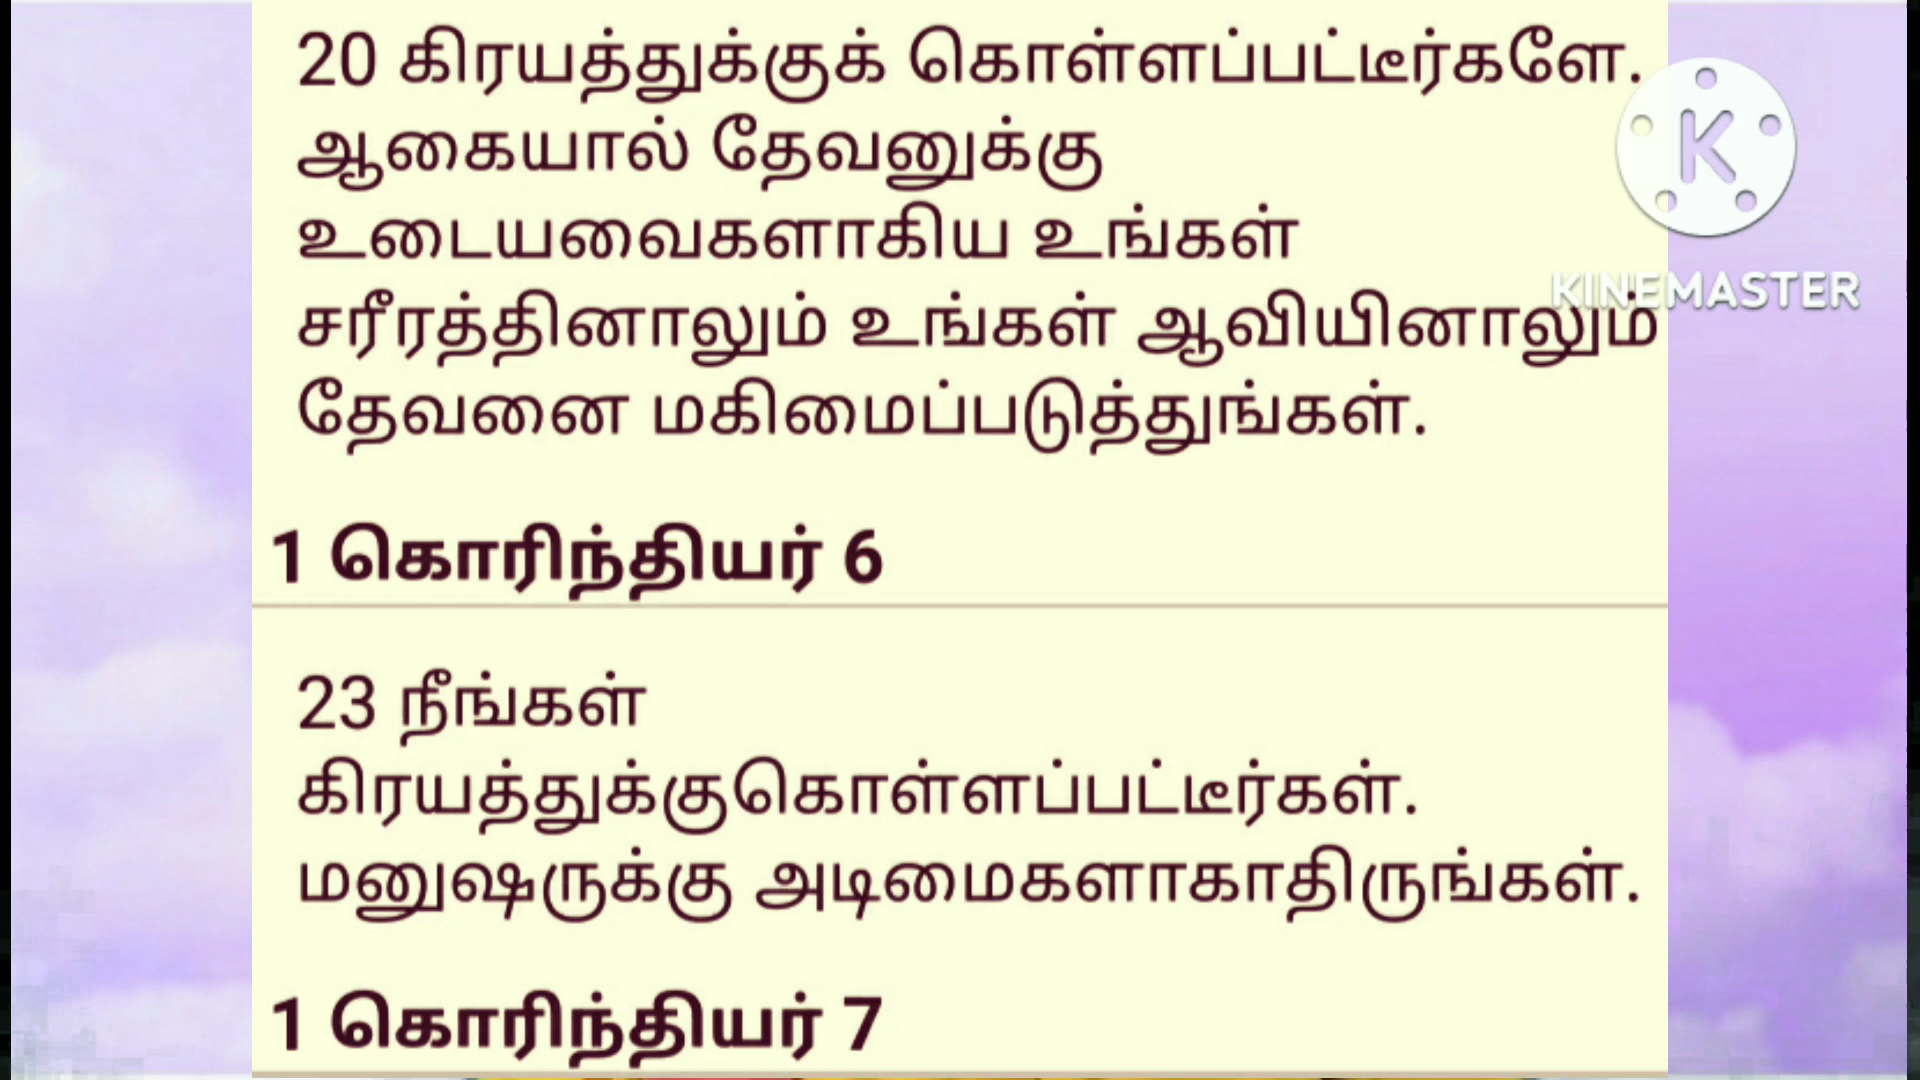 20 கிரயத்துக்குக் கொள்ளப்பட்டீர்களே.
ஆகையால் தேவனுக்கு
உடையவைகளாகிய உங்கள்
சரீரத்தினாலும் உங்கள் ஆவியினாலும்
தேவனை மகிமைப்படுத்துங்கள்.
1 கொரிந்தியர் 6
23 நீங்கள்
கிரயத்துக்குகொள்ளப்பட்டீர்கள்.
மனுஷருக்கு அடிமைகளாகாதிருங்கள்.
1 கொரிந்தியர் 7
K
KINEMASTER